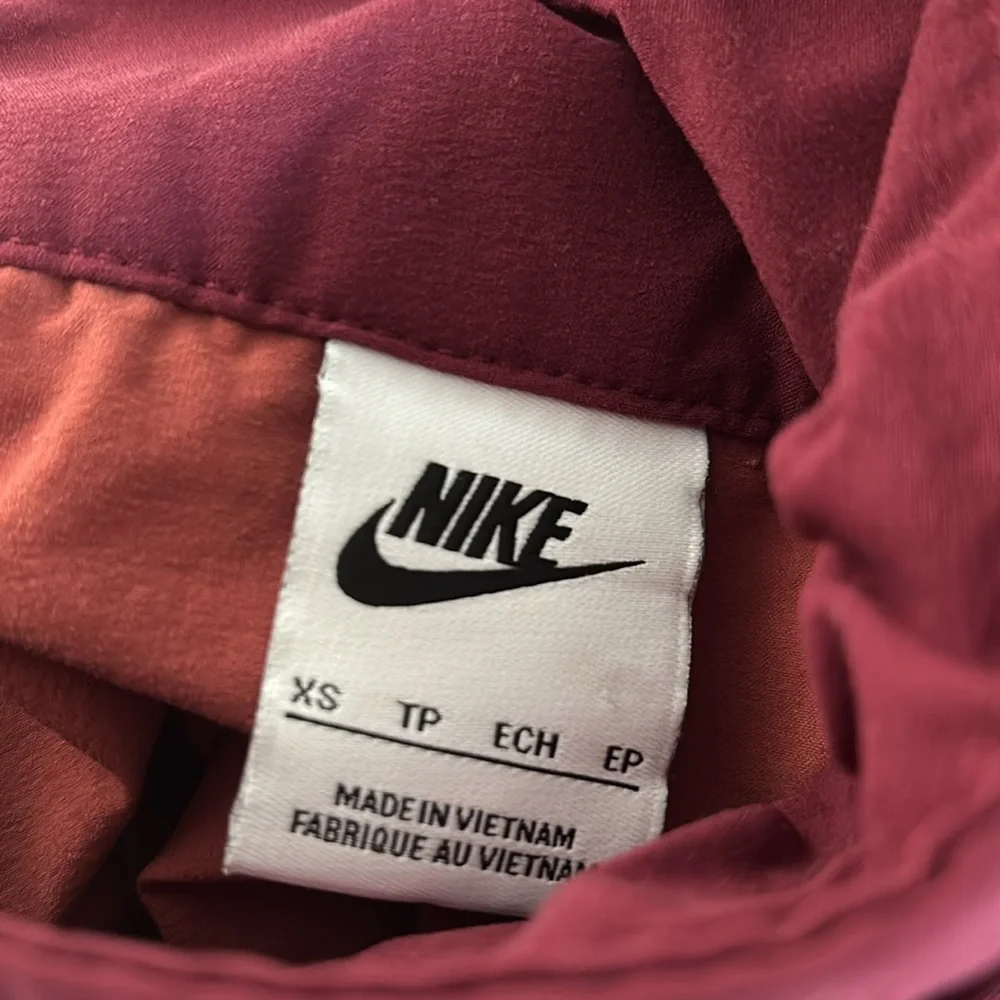 NIKE
XS TP ECH EP
MADE IN VIETNAM
FABRIQUE AU VIETNAM